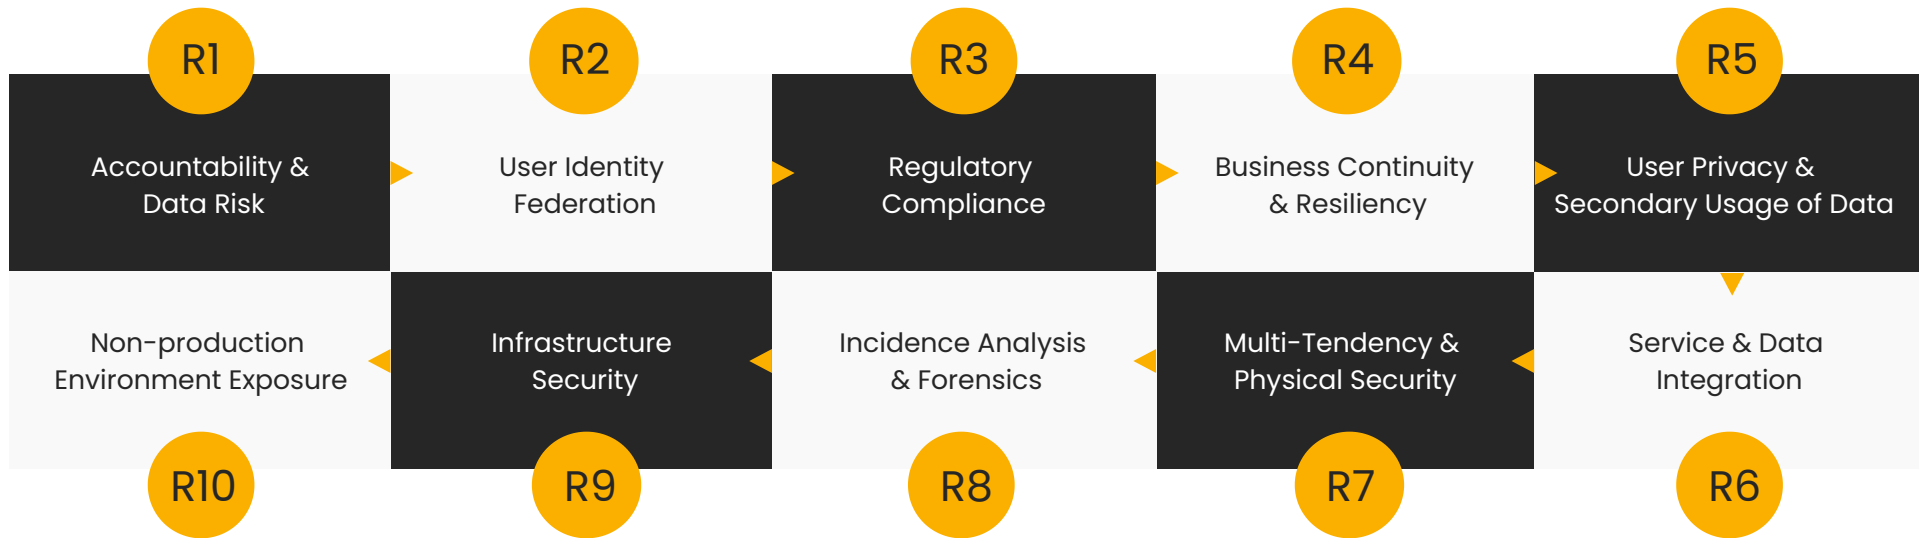 R1
Accountability &
Data Risk
R2
User Identity
Federation
R3
Regulatory
Compliance
R4
Business Continuity
& Resiliency
R5
User Privacy &
Secondary Usage of Data
Service & Data
Integration
R6
Multi-Tendency &
Physical Security
R7
Incidence Analysis
& Forensics
R8
Infrastructure
Security
R9
Non-production
Environment Exposure
R10